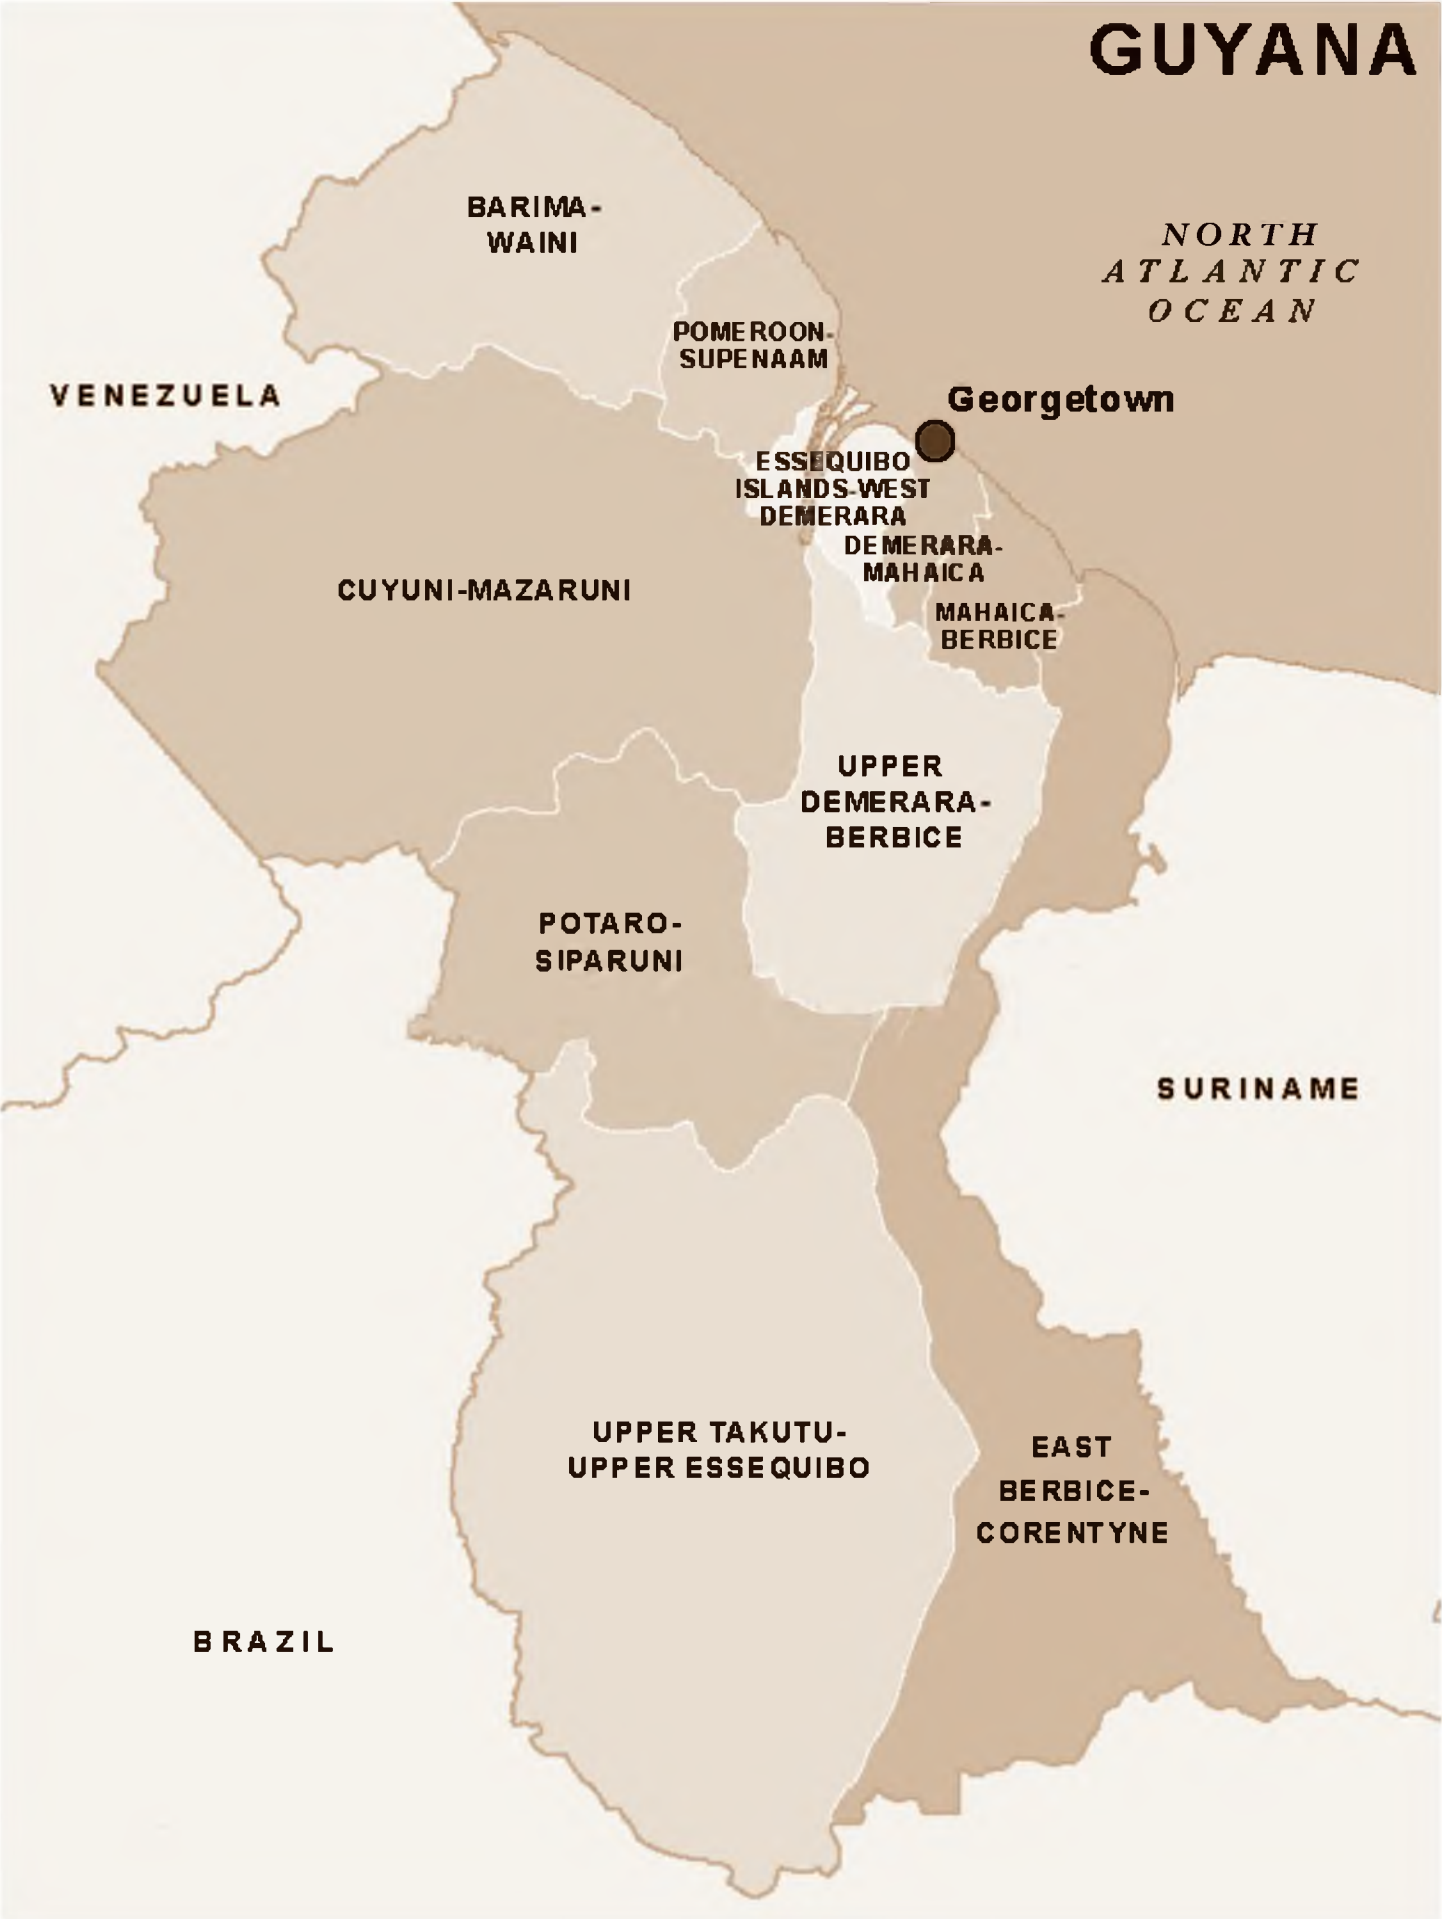 GUYANA
BARIMA-
WAINI
NORTH
ATLANTIC
OCEAN
POMEROON-
SUPENAAM
VENEZUELA
Georgetown
ESSEQUIBO
ISLANDS-WEST
DEMERARA
DEMERARA-
MAHAICA
CUYUNI-MAZARUNI
MAHAICA-
BERBICE
UPPER
DEMERARA-
BERBICE
POTARO-
SIPARUNI
SURINAME
UPPER TAKUTU-
UPPER ESSEQUIBO
EAST
BERBICE-
CORENTYNE
BRAZIL